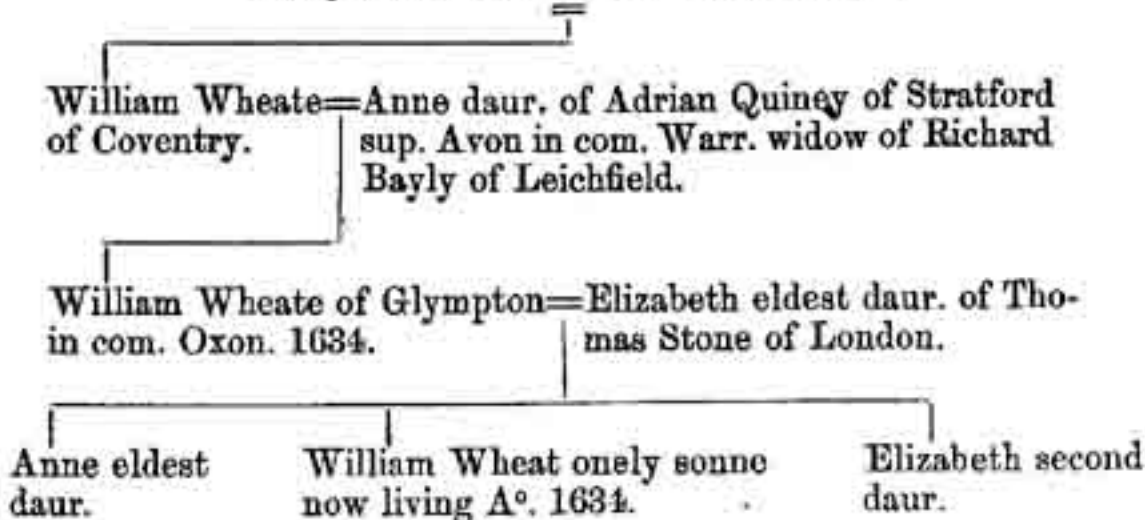 William Wheate=Anne daur. of Adrian Quiney of Stratford
of Coventry. sup. Avon in com. Warr. widow of Richard
Bayly of Leichfield.
William Wheate of Glympton=Elizabeth eldest daur. of Tho-
in com. Oxon. 1634. mas Stone of London.
Anne eldest William Wheat onely sonne Elizabeth second
daur. now living Aº. 1634. daur.